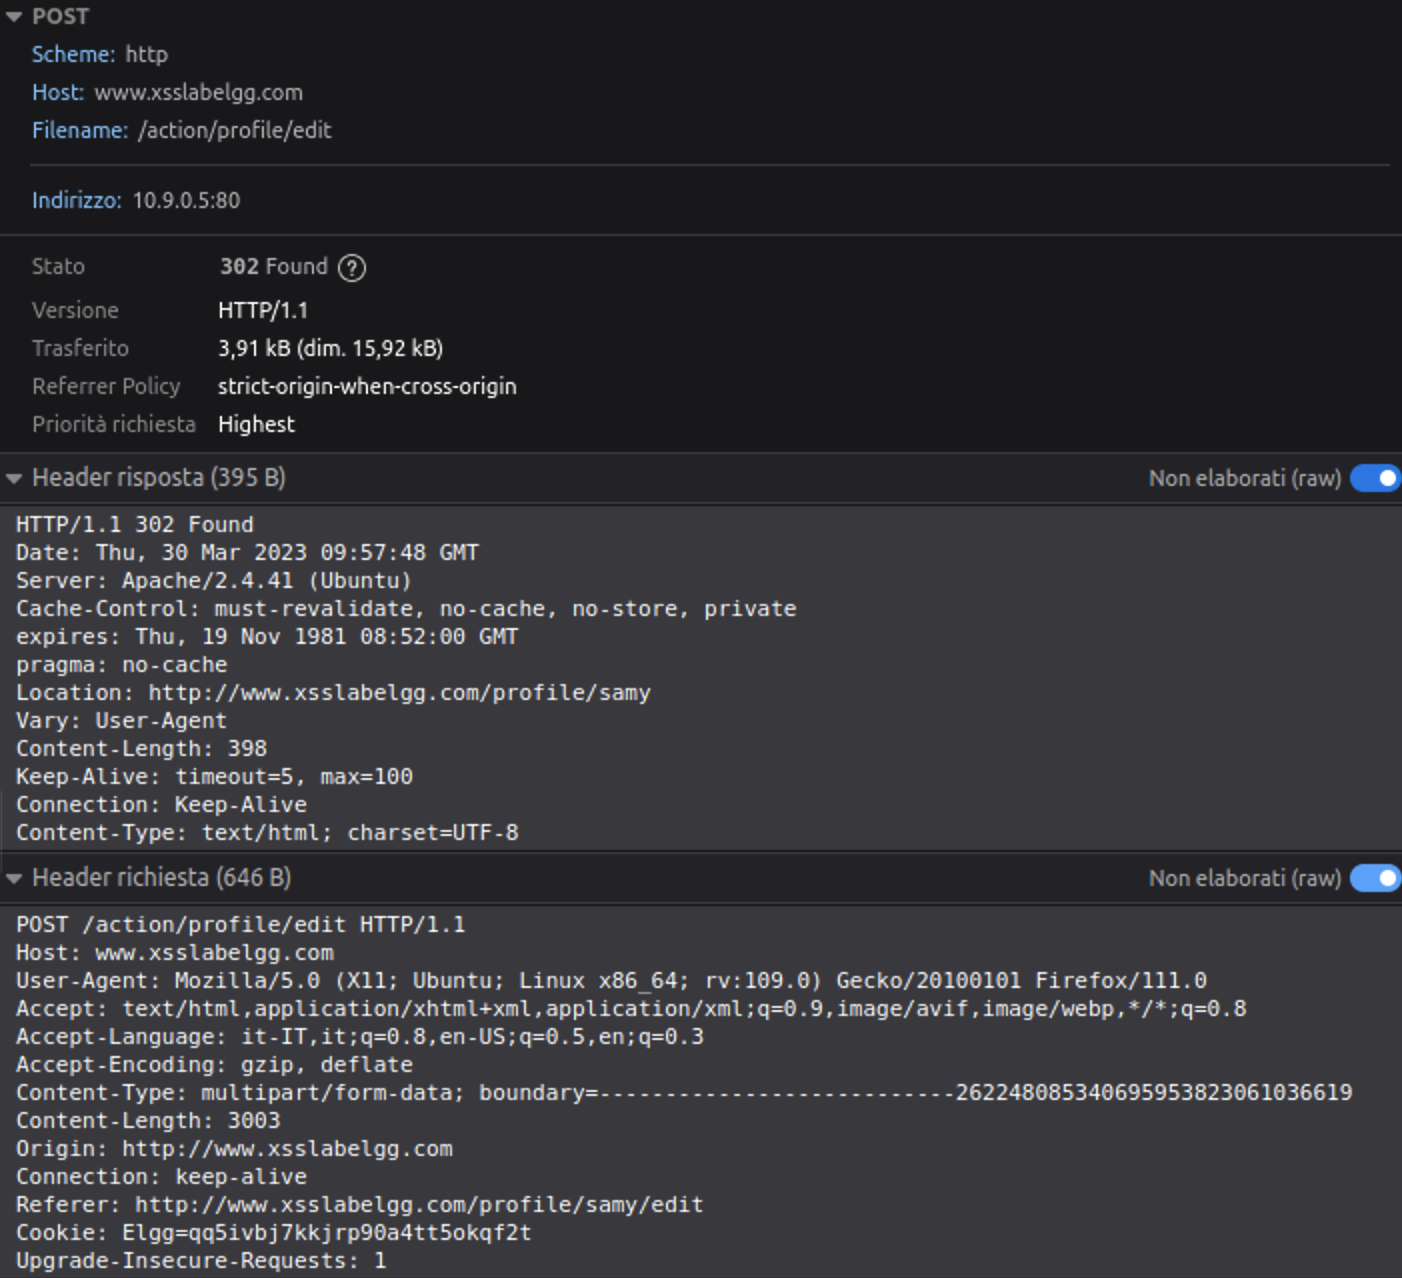 POST
Scheme: http
Host: www.xsslabelgg.com
Filename: /action/profile/edit
Indirizzo: 10.9.0.5:80
Stato 302 Found ?
Versione HTTP/1.1
Trasferito 3,91 kB (dim. 15,92 kB)
Referrer Policy strict-origin-when-cross-origin
Priorità richiesta Highest
Header risposta (395 B) Non elaborati (raw)
HTTP/1.1 302 Found
Date: Thu, 30 Mar 2023 09:57:48 GMT
Server: Apache/2.4.41 (Ubuntu)
Cache-Control: must-revalidate, no-cache, no-store, private
expires: Thu, 19 Nov 1981 08:52:00 GMT
pragma: no-cache
Location: http://www.xsslabelgg.com/profile/samy
Vary: User-Agent
Content-Length: 398
Keep-Alive: timeout=5, max=100
Connection: Keep-Alive
Content-Type: text/html; charset=UTF-8
Header richiesta (646 B) Non elaborati (raw)
POST /action/profile/edit HTTP/1.1
Host: www.xsslabelgg.com
User-Agent: Mozilla/5.0 (X11; Ubuntu; Linux x86_64; rv:109.0) Gecko/20100101 Firefox/111.0
Accept: text/html,application/xhtml+xml,application/xml;q=0.9,image/avif,image/webp,*/*;q=0.8
Accept-Language: it-IT,it;q=0.8,en-US;q=0.5,en;q=0.3
Accept-Encoding: gzip, deflate
Content-Type: multipart/form-data; boundary=---------------------------262248085340695953823061036619
Content-Length: 3003
Origin: http://www.xsslabelgg.com
Connection: keep-alive
Referer: http://www.xsslabelgg.com/profile/samy/edit
Cookie: Elgg=qq5ivbj7kkjrp90a4tt5okqf2t
Upgrade-Insecure-Requests: 1